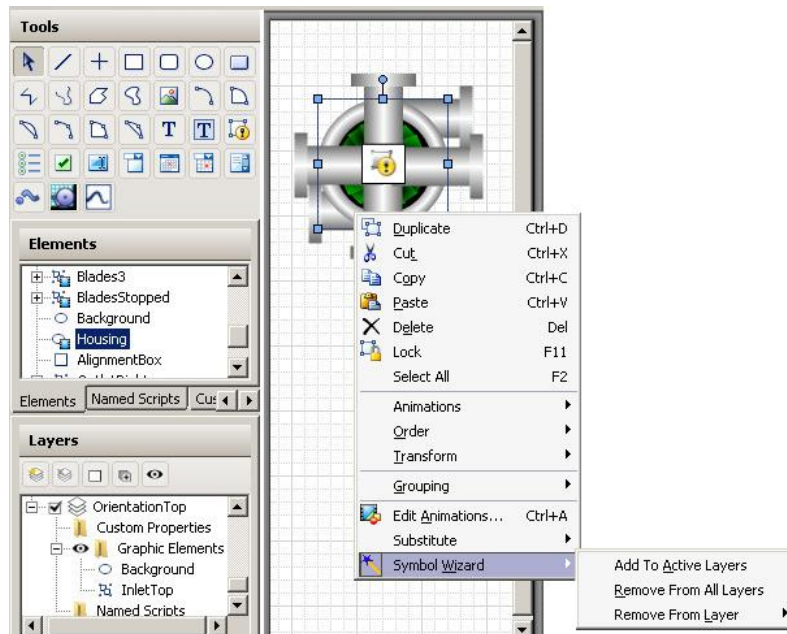 Tools
T
T
Elements
Blades3
BladesStopped
Background
Housing
AlignmentBox
Elements
Named Scripts
Layers
OrientationTop
Custom Properties
Graphic Elements
Background
InletTop
Named Scripts
Duplicate Ctrl+D
Cut Ctrl+X
Copy Ctrl+C
Paste Ctrl+V
Delete Del
Lock F11
Select All F2
Animations
Order
Transform
Grouping
Edit Animations... Ctrl+A
Substitute
Symbol Wizard
Add To Active Layers
Remove From All Layers
Remove From Layer